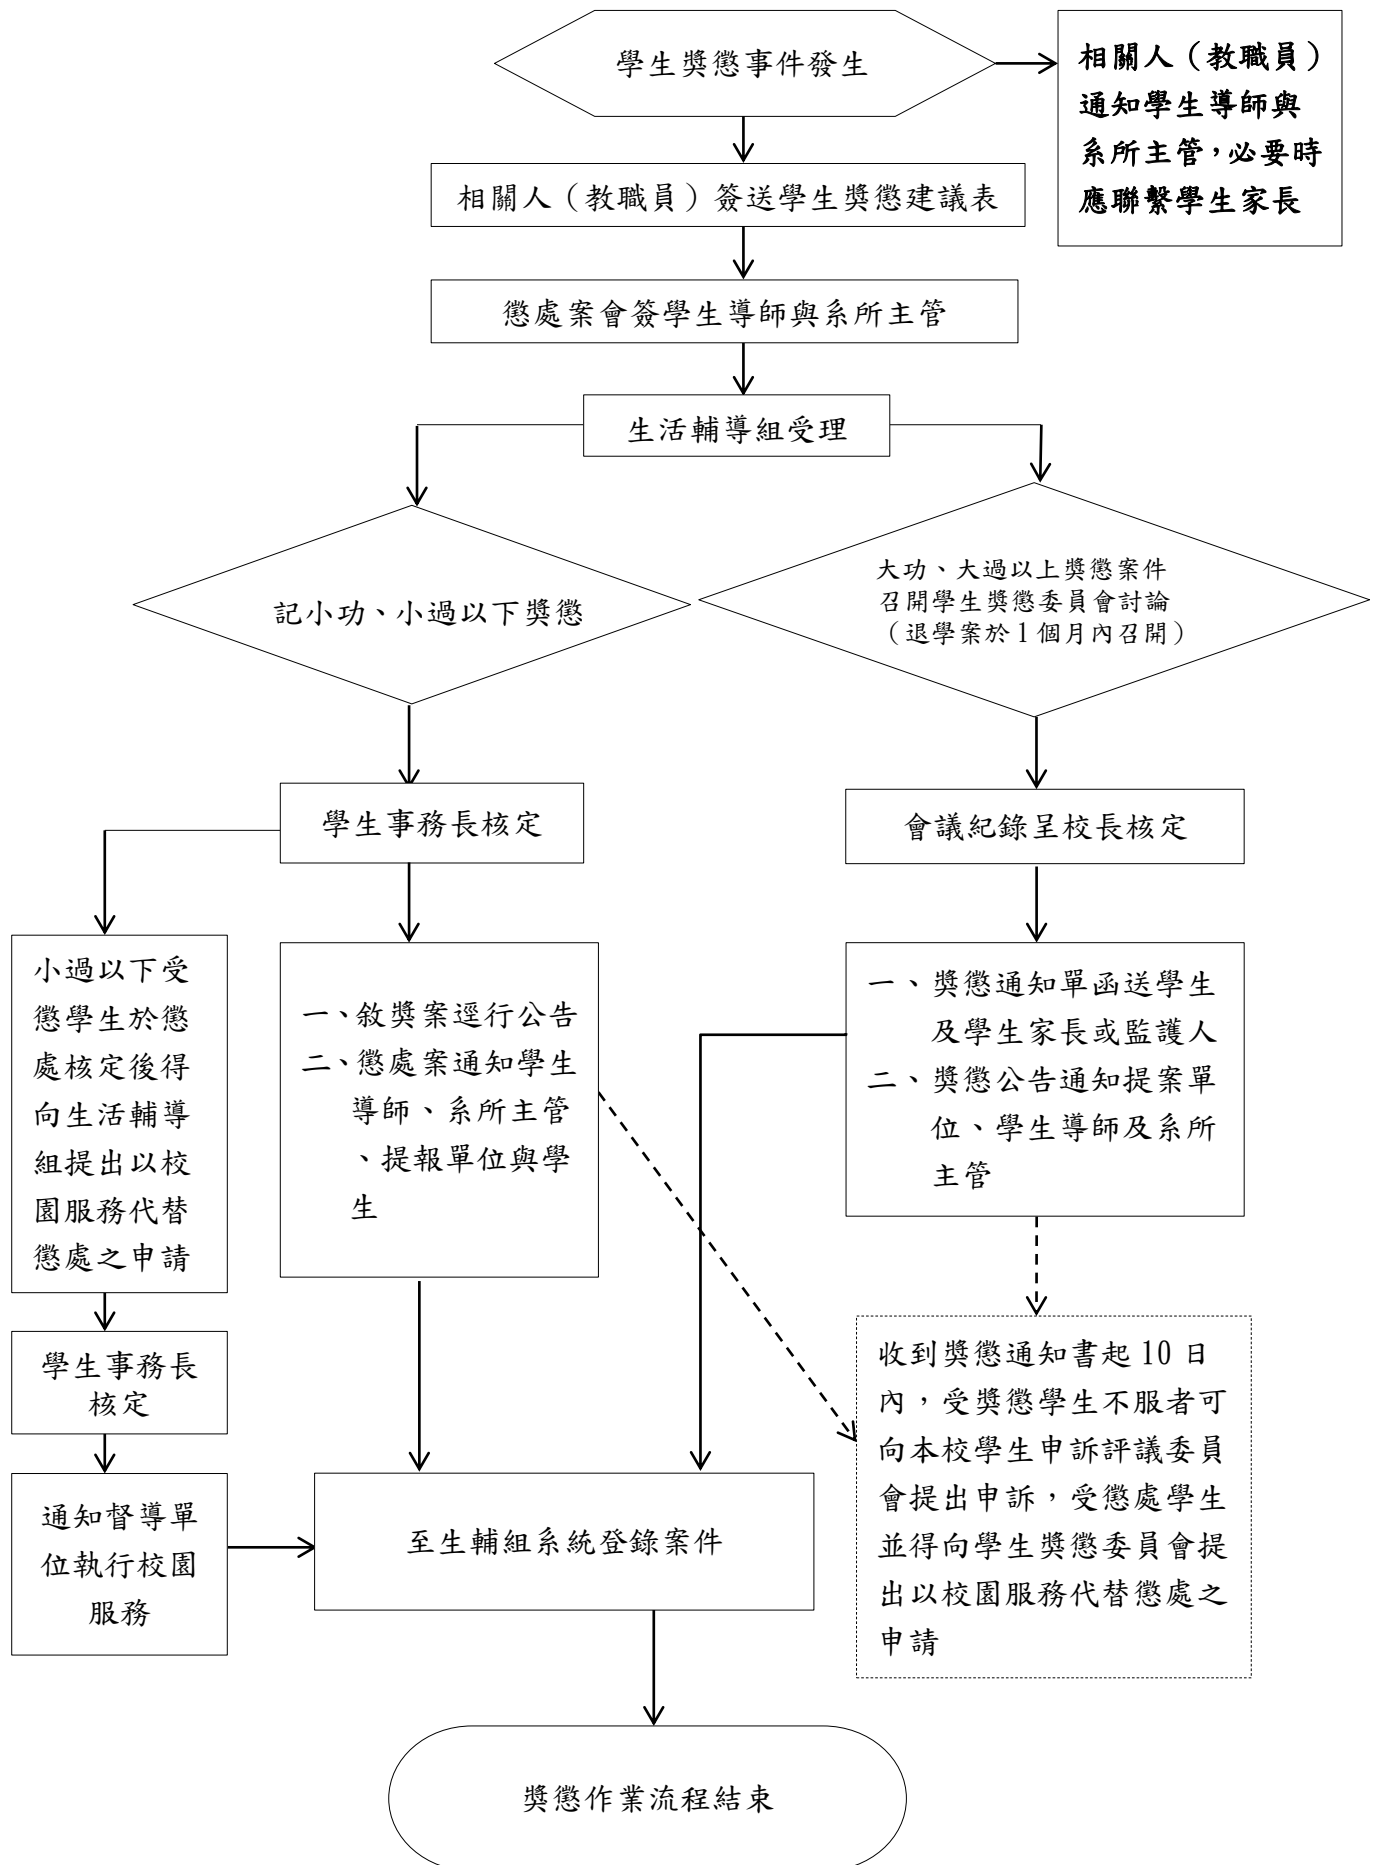 學生獎懲事件發生
相關人（教職員）
通知學生導師與
系所主管，必要時
應聯繫學生家長
相關人（教職員）簽送學生獎懲建議表
懲處案會簽學生導師與系所主管
生活輔導組受理
記小功、小過以下獎懲
大功、大過以上獎懲案件
召開學生獎懲委員會討論
（退學案於1個月內召開）
學生事務長核定
會議紀錄呈校長核定
小過以下受
懲學生於懲
處核定後得
向生活輔導
組提出以校
園服務代替
懲處之申請
一、敘獎案逕行公告
二、懲處案通知學生
導師、系所主管
、提報單位與學
生
一、獎懲通知單函送學生
及學生家長或監護人
二、獎懲公告通知提案單
位、學生導師及系所
主管
學生事務長
核定
收到獎懲通知書起10日
內，受獎懲學生不服者可
向本校學生申訴評議委員
會提出申訴，受懲處學生
並得向學生獎懲委員會提
出以校園服務代替懲處之
申請
通知督導單
位執行校園
服務
至生輔組系統登錄案件
獎懲作業流程結束